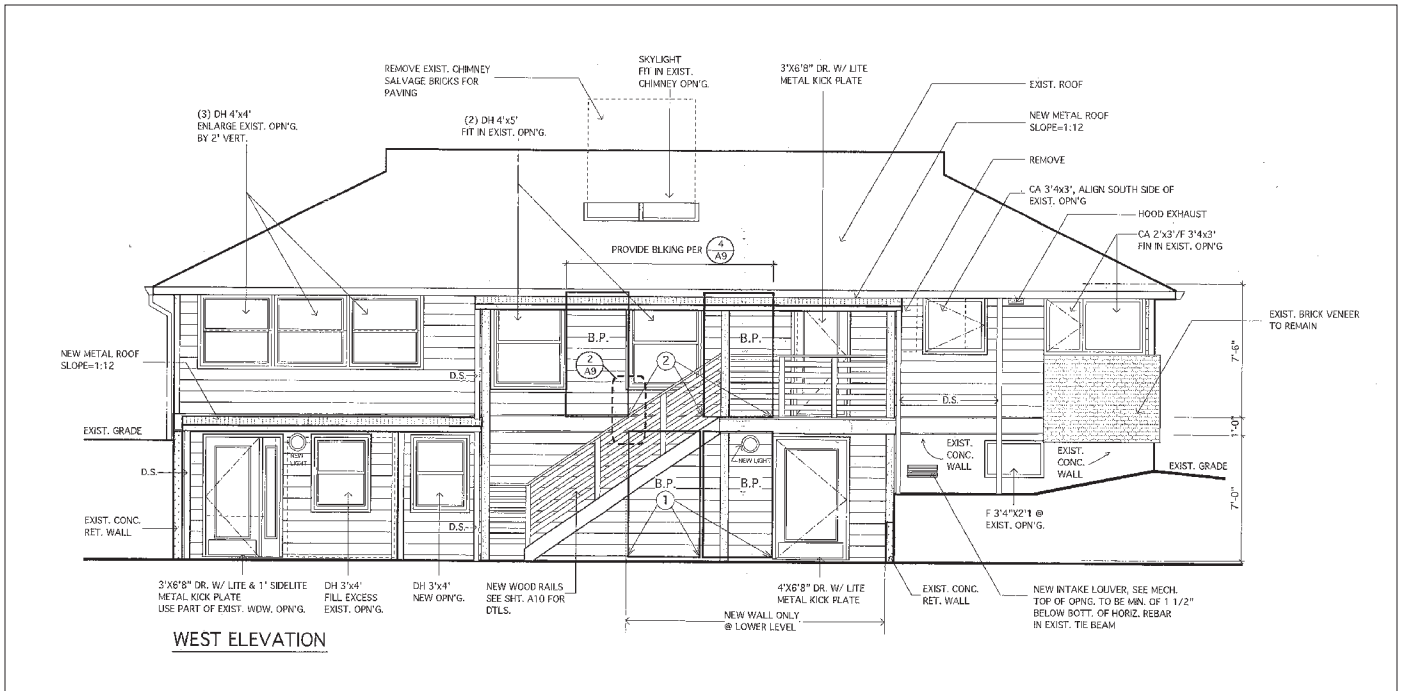 REMOVE EXIST. CHIMNEY
SALVAGE BRICKS FOR
PAVING
SKYLIGHT
FIT IN EXIST.
CHIMNEY OPN'G.
3'X6'8" DR. W/ LITE
METAL KICK PLATE
EXIST. ROOF
(3) DH 4'x4'
ENLARGE EXIST. OPN'G.
BY 2' VERT.
(2) DH 4'x5'
FIT IN EXIST. OPN'G.
NEW METAL ROOF
SLOPE=1:12
REMOVE
CA 3'4x3', ALIGN SOUTH SIDE OF
EXIST. OPN'G
HOOD EXHAUST
CA 2'x3'/F 3'4x3'
FIN IN EXIST. OPN'G
PROVIDE BLKING PER
4
A9
EXIST. BRICK VENEER
TO REMAIN
NEW METAL ROOF
SLOPE=1:12
B.P.
B.P.
2
A9
2
D.S.
D.S.
7'-6"
1'-0"
7'-0"
EXIST. GRADE
D.S.
NEW
LIGHT
EXIST.
CONC.
WALL
EXIST.
CONC.
WALL
EXIST. GRADE
NEW LIGHT
B.P.
B.P.
1
EXIST. CONC.
RET. WALL
D.S.
F 3'4"X2'1 @
EXIST. OPN'G.
3'X6'8" DR. W/ LITE & 1' SIDELITE
METAL KICK PLATE
USE PART OF EXIST. WDW. OPN'G.
DH 3'x4'
FILL EXCESS
EXIST. OPN'G.
DH 3'x4'
NEW OPN'G.
NEW WOOD RAILS
SEE SHT. A10 FOR
DTLS.
4'X6'8" DR. W/ LITE
METAL KICK PLATE
EXIST. CONC.
RET. WALL
NEW INTAKE LOUVER, SEE MECH.
TOP OF OPNG. TO BE MIN. OF 1 1/2"
BELOW BOTT. OF HORIZ. REBAR
IN EXIST. TIE BEAM
NEW WALL ONLY
@ LOWER LEVEL
WEST ELEVATION